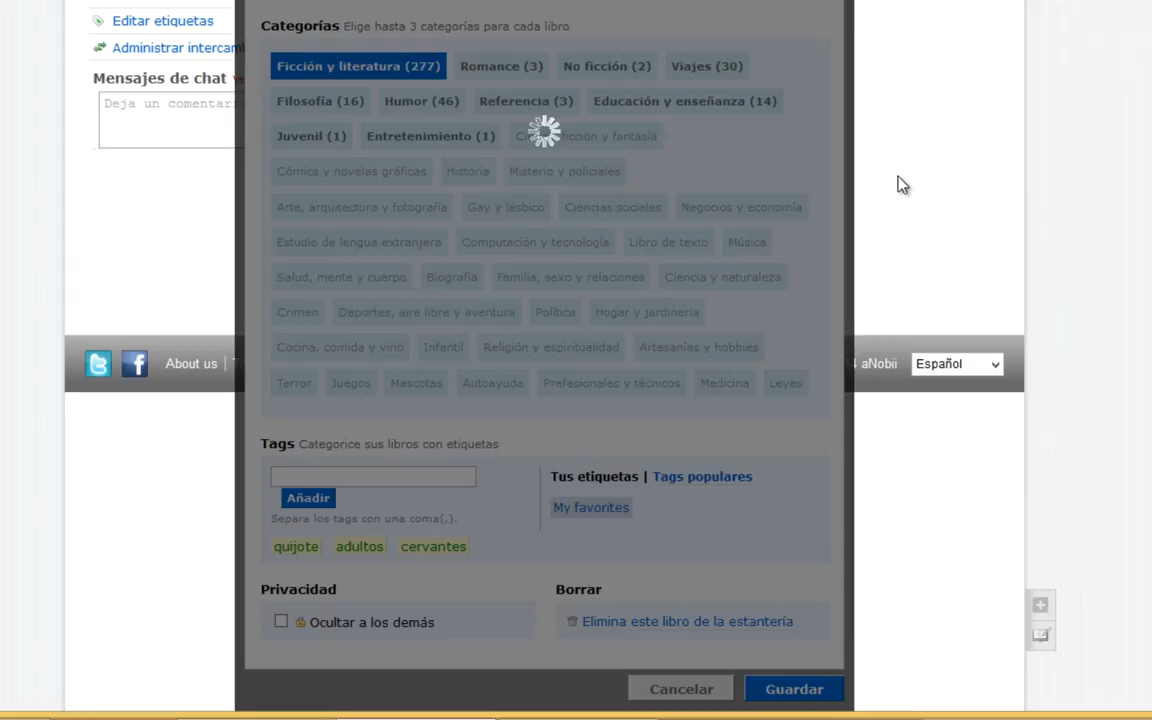 Editar etiquetas
Administrar intercam
Mensajes de chat
Deja un comentari
Categorías Elige hasta 3 categorías para cada libro
Ficción y literatura (277) Romance (3) No ficción (2) Viajes (30)
Filosofía (16) Humor (46) Referencia (3) Educación y enseñanza (14)
Juvenil (1) Entretenimiento (1) ficción y fantasía
Cómics y novelas gráficas Historia Misterio y policiales
Arte, arquitectura y fotografía Gay y lésbico Ciencias sociales Negocios y economía
Estudio de lengua extranjera Computación y tecnología Libro de texto Música
Salud, mente y cuerpo Biografía Familia, sexo y relaciones Ciencia y naturaleza
Crimen Deportes, aire libre y aventura Política Hogar y jardinería
Cocina, comida y vino Infantil Religión y espiritualidad Artesanías y hobbies
Terror Juegos Mascotas Autoayuda Prefesionales y técnicos Medicina Leyes
About us | aNobii Español
Tags Categorice sus libros con etiquetas
Añadir
Separa los tags con una coma(,).
quijote adultos cervantes
Tus etiquetas | Tags populares
My favorites
Privacidad
Ocultar a los demás
Borrar
Elimina este libro de la estantería
Cancelar Guardar